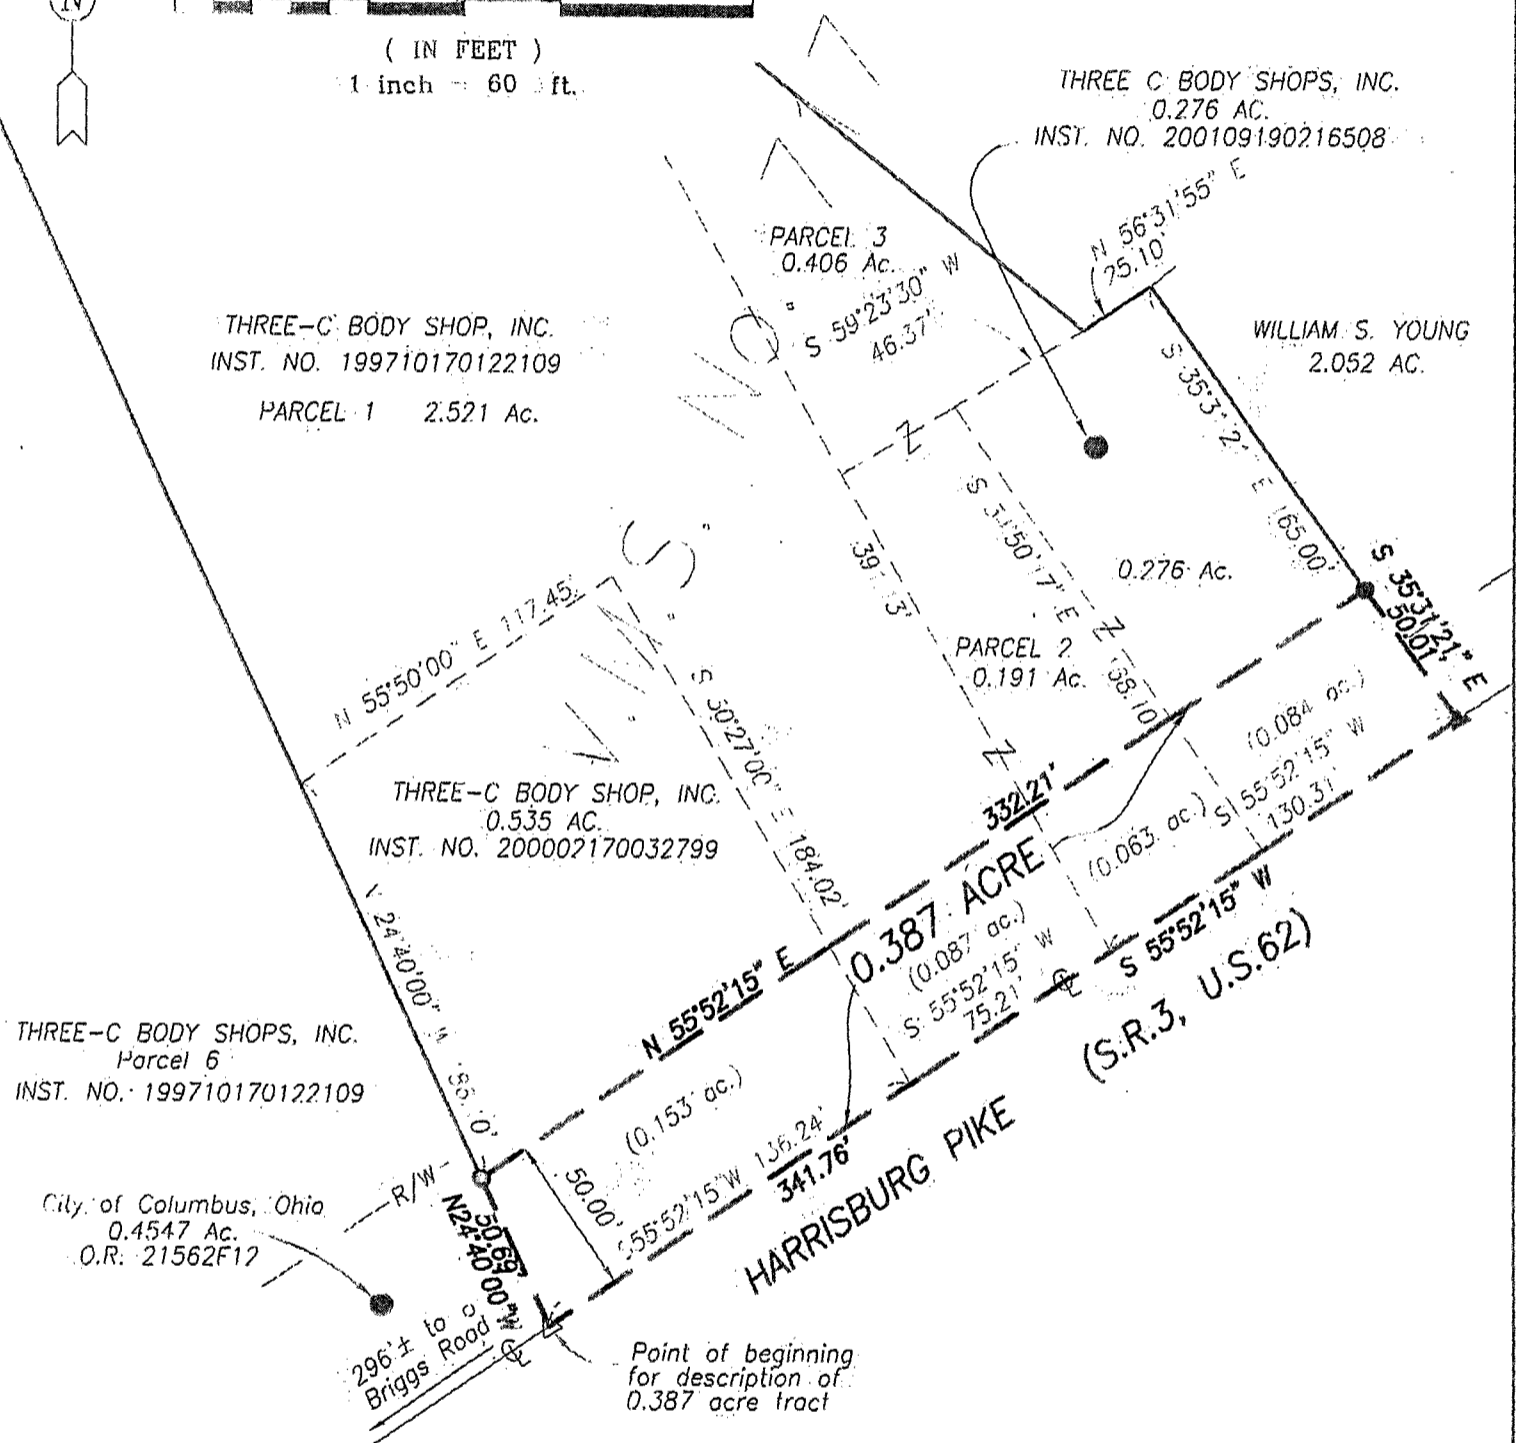 N
( IN FEET )
1 inch = 60 ft.
THREE C BODY SHOPS, INC.
0.276 AC.
INST. NO. 200109190216508
N 56°31'55" E
PARCEL 3
0.406 Ac.
S 59°23'30" W
46.37'
THREE-C BODY SHOP, INC.
INST. NO. 199710170122109
PARCEL 1 2.521 Ac.
WILLIAM S. YOUNG
2.052 AC.
165.00'
S 35°31'21" E
50.01'
0.276 Ac.
PARCEL 2
0.191 Ac.
N 55°50'00" E 117.45'
184.02'
THREE-C BODY SHOP, INC.
0.535 AC.
INST. NO. 200002170032799
332.21'
(0.084 ac.)
S 55°52'15" W
130.31'
(0.063 ac.)
0.387 ACRE
(0.087 ac.)
S 55°52'15" W
75.21'
S 55°52'15" W
N 55°52'15" E
(S.R.3, U.S.62)
HARRISBURG PIKE
24°40'00"
THREE-C BODY SHOPS, INC.
Parcel 6
INST. NO. 199710170122109
(0.153 ac.)
S55°52'15"W 136.24'
341.76'
50.00'
R/W
50.69'
N24°40'00"W
City of Columbus, Ohio
0.4547 Ac.
O.R. 21562F12
296'± to
Briggs Road
Point of beginning
for description of
0.387 acre tract